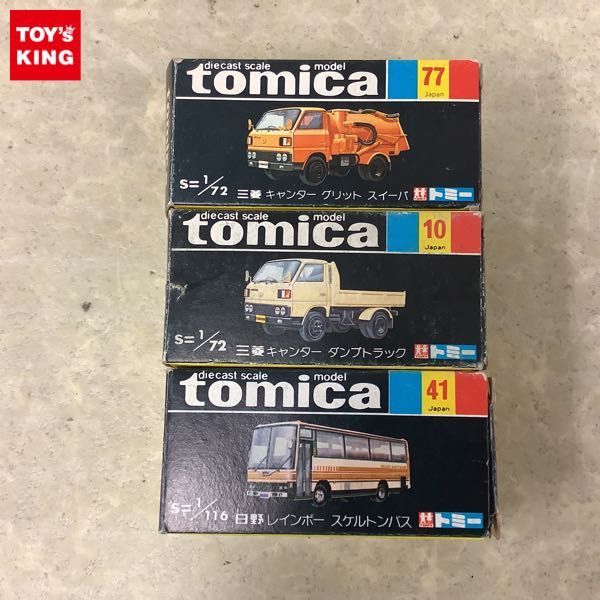 TOY'S
KING
diecast scale model
tomica
77
Japan
S=1/72 三菱 キャンター グリット スイーパ
トミー
diecast scale model
tomica
10
Japan
S=1/72 三菱 キャンター ダンプトラック
トミー
diecast scale model
tomica
41
Japan
S=1/116 日野 レインボー スケルトンバス
トミー